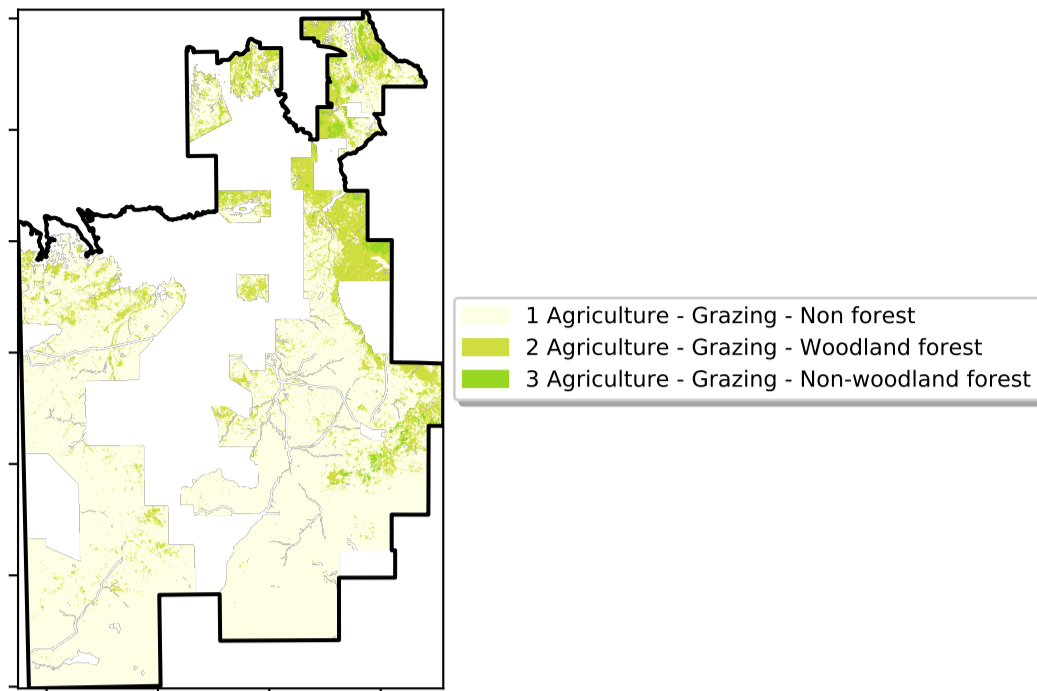 1 Agriculture - Grazing - Non forest
2 Agriculture - Grazing - Woodland forest
3 Agriculture - Grazing - Non-woodland forest